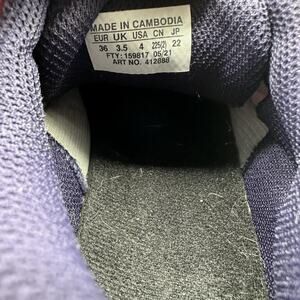 MADE IN CAMBODIA
EUR UK USA CN JP
36 3.5 4 225(2) 22
FTY: 159817 05/21
ART NO. 412888